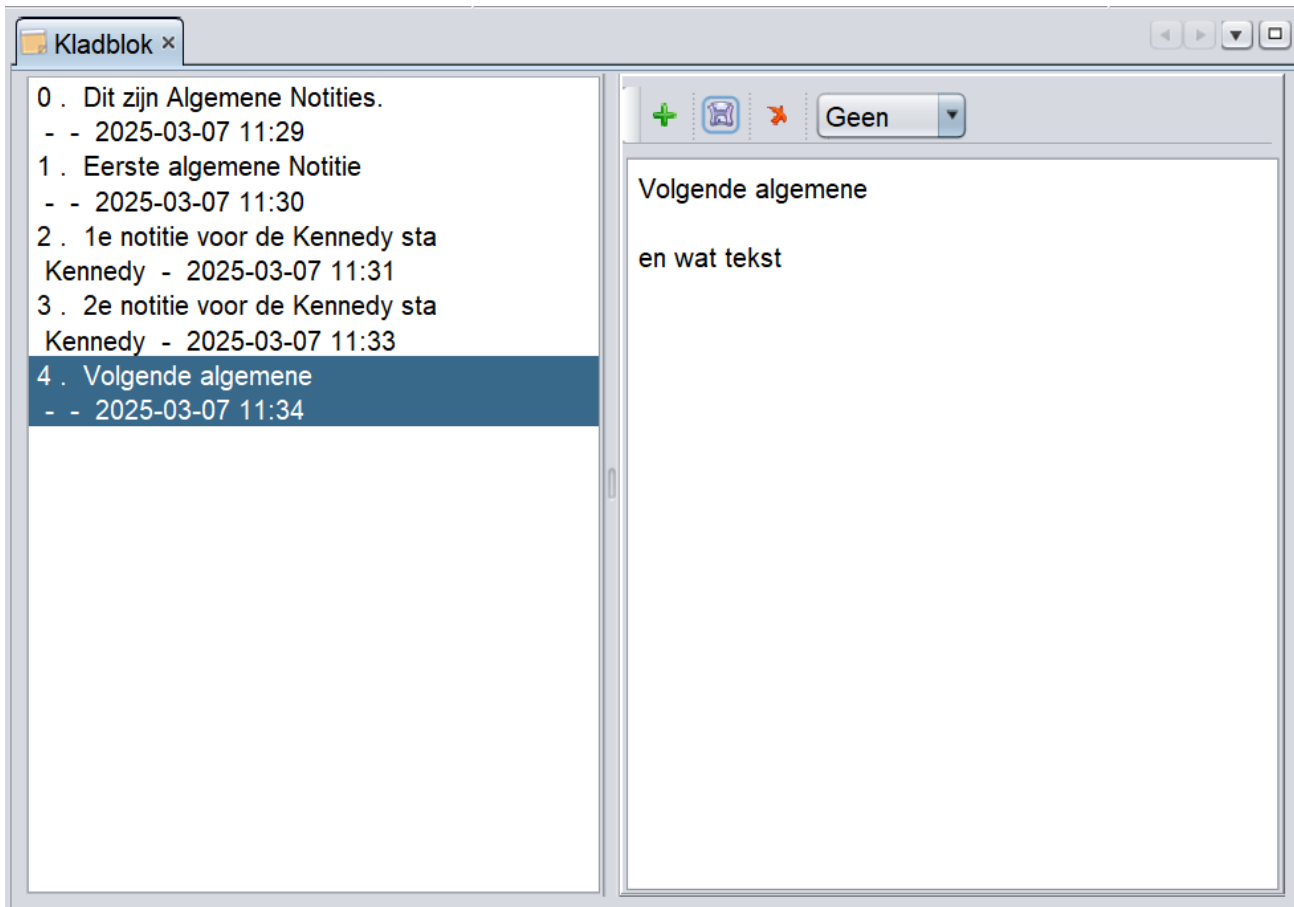 Kladblok ×
0 . Dit zijn Algemene Notities.
- - 2025-03-07 11:29
1 . Eerste algemene Notitie
- - 2025-03-07 11:30
2 . 1e notitie voor de Kennedy sta
Kennedy - 2025-03-07 11:31
3 . 2e notitie voor de Kennedy sta
Kennedy - 2025-03-07 11:33
4 . Volgende algemene
- - 2025-03-07 11:34
Geen
Volgende algemene
en wat tekst